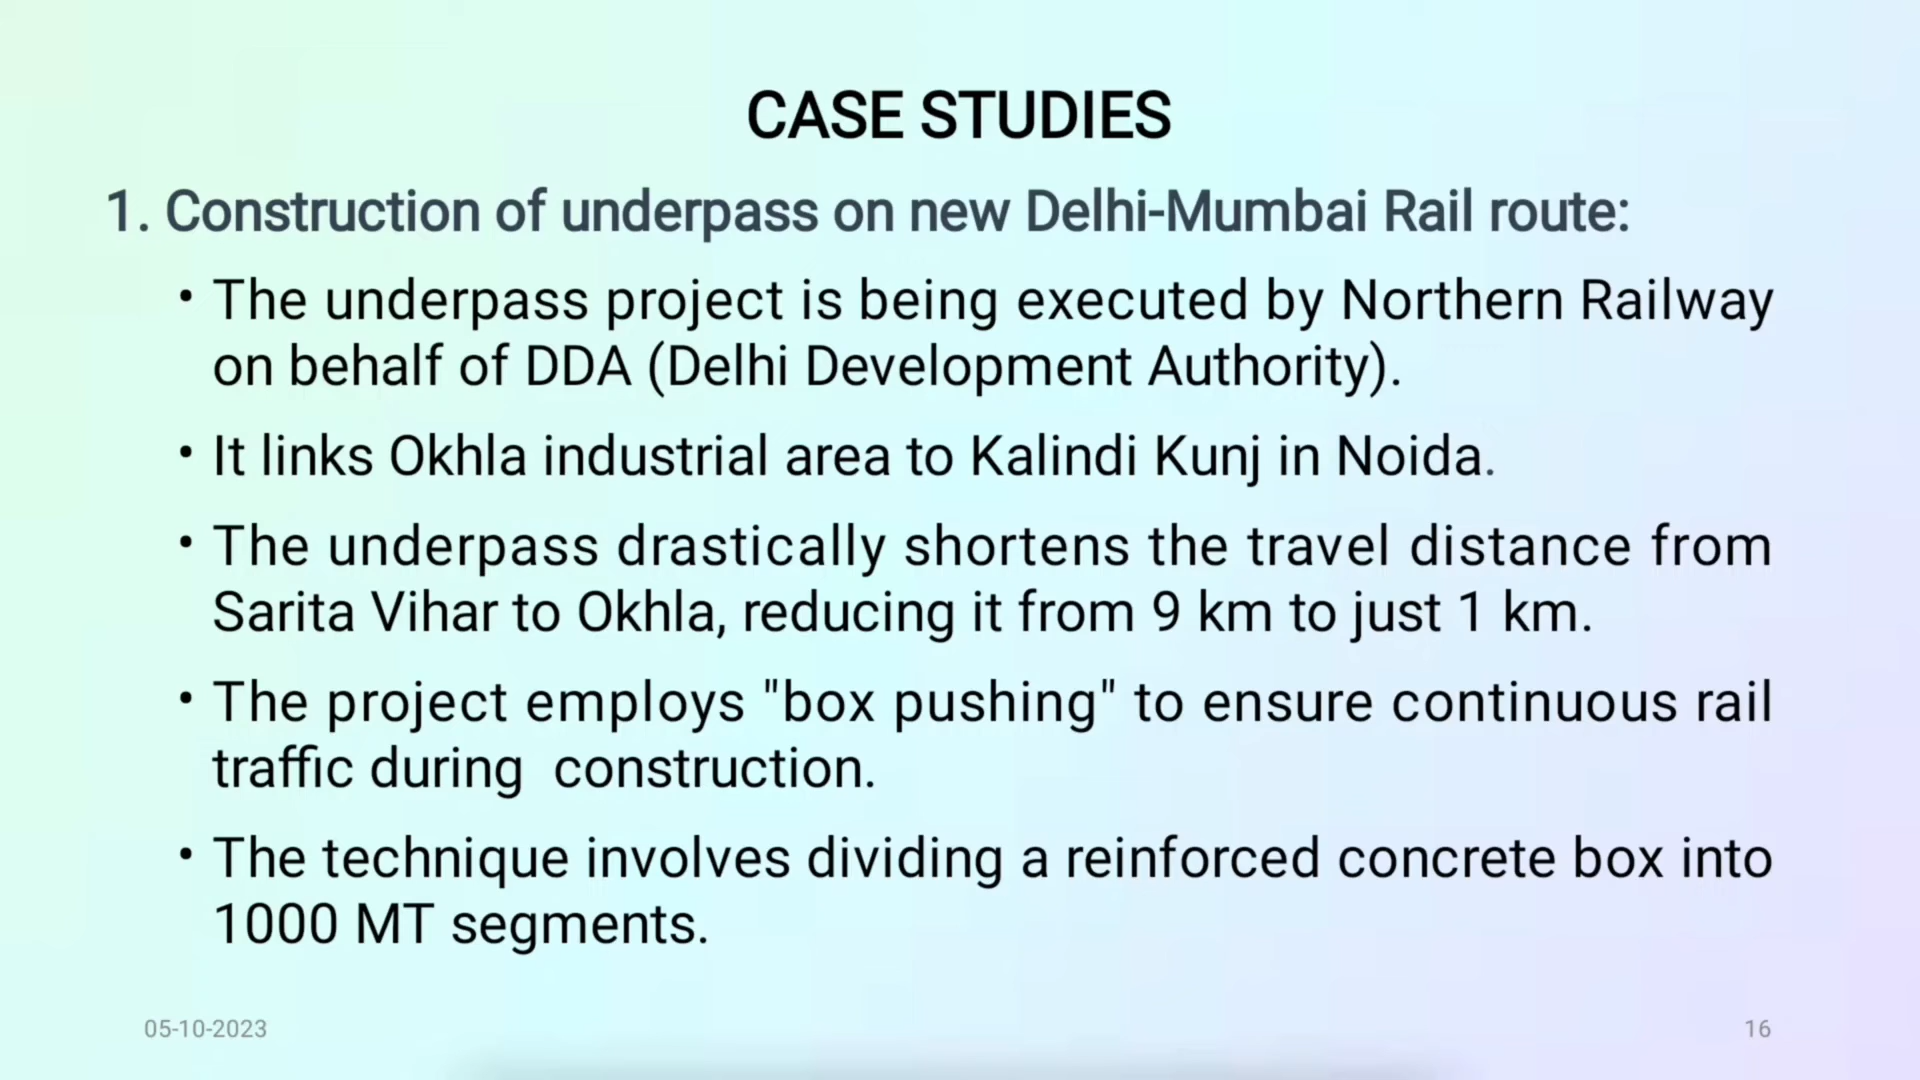 CASE STUDIES
1. Construction of underpass on new Delhi-Mumbai Rail route:
• The underpass project is being executed by Northern Railway
on behalf of DDA (Delhi Development Authority).
• It links Okhla industrial area to Kalindi Kunj in Noida.
• The underpass drastically shortens the travel distance from
Sarita Vihar to Okhla, reducing it from 9 km to just 1 km.
• The project employs "box pushing" to ensure continuous rail
traffic during  construction.
• The technique involves dividing a reinforced concrete box into
1000 MT segments.
05-10-2023
16